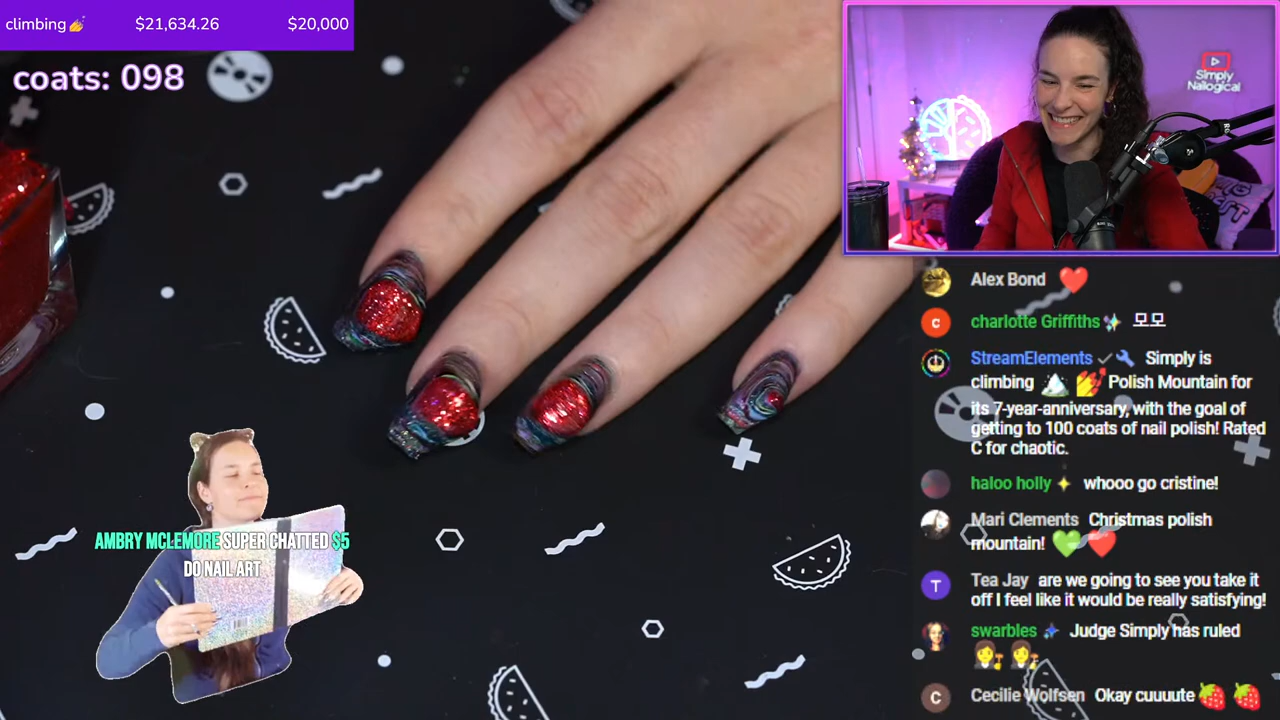 climbing💅 $21,634.26 $20,000
coats: 098
Simply
Nailogical
Alex Bond ❤️
charlotte Griffiths 모모
StreamElements Simply is
climbing 🏔️ 💅 Polish Mountain for
its 7-year-anniversary, with the goal of
getting to 100 coats of nail polish! Rated
C for chaotic.
haloo holly whooo go cristine!
Mari Clements Christmas polish
mountain! 💚 ❤️
Tea Jay are we going to see you take it
off I feel like it would be really satisfying!
swarbles Judge Simply has ruled
👩‍⚖️ 👩‍⚖️
Cecilie Wolfsen Okay cuuuute 🍓 🍓
AMBRY MCLEMORE SUPER CHATTED $5
DO NAIL ART